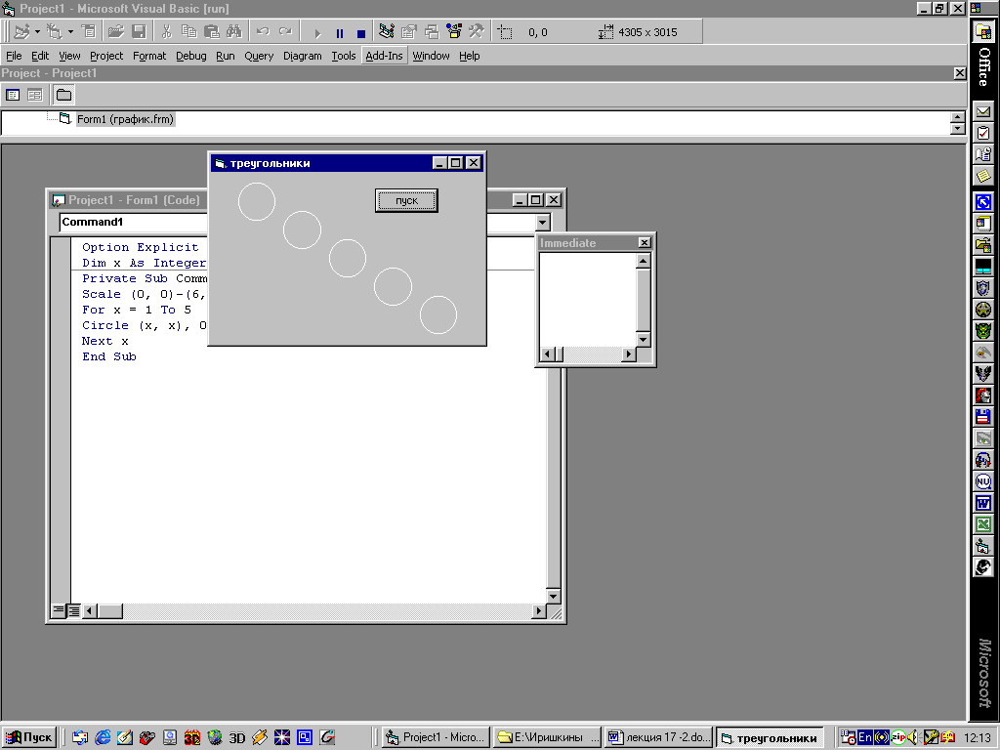 Project1 - Microsoft Visual Basic [run]
0, 0
4305 x 3015
File Edit View Project Format Debug Run Query Diagram Tools Add-Ins Window Help
Project - Project1
Form1 (график.frm)
треугольники
пуск
Project1 - Form1 (Code)
Command1
Option Explicit
Dim x As Integer
Private Sub Comm
Scale (0, 0)-(6,
For x = 1 To 5
Circle (x, x), 0
Next x
End Sub
Immediate
Office
NU
Microsoft
Пуск
3D
Project1 - Micro...
E:\Иришкины ...
лекция 17 -2.do...
треугольники
En
zip
12:13